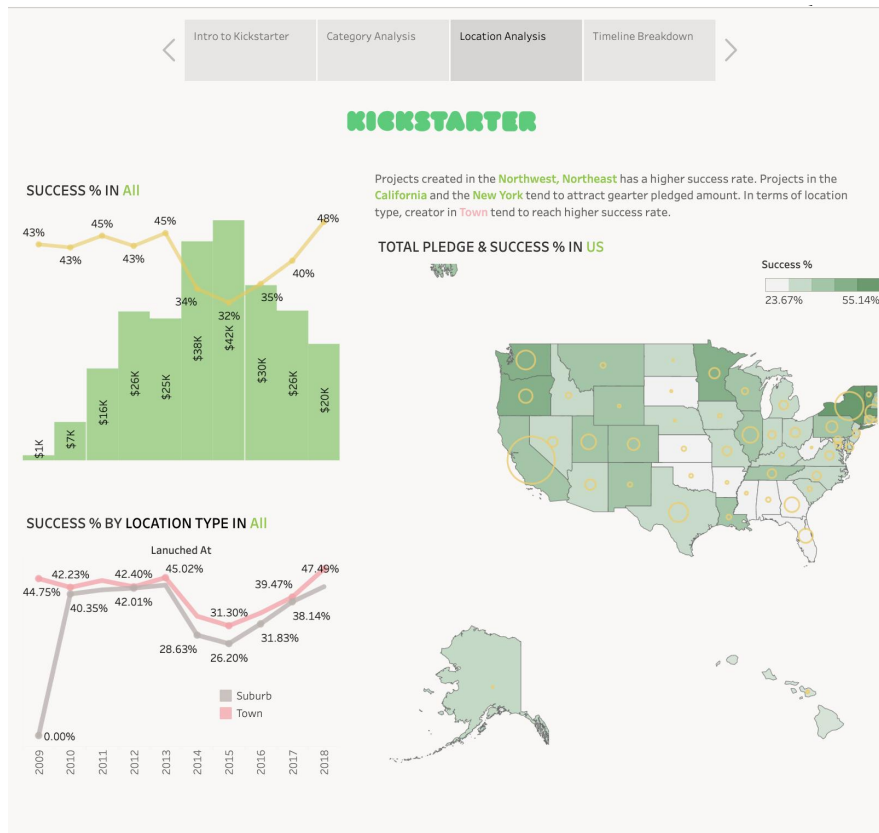 Intro to Kickstarter
Category Analysis
Location Analysis
Timeline Breakdown
KICKSTARTER
SUCCESS % IN All
43%
43%
45%
43%
45%
34%
32%
35%
40%
48%
$1K
$7K
$16K
$26K
$25K
$38K
$42K
$30K
$26K
$20K
Projects created in the Northwest, Northeast has a higher success rate. Projects in the
California and the New York tend to attract gearter pledged amount. In terms of location
type, creator in Town tend to reach higher success rate.
TOTAL PLEDGE & SUCCESS % IN US
Success %
23.67%
55.14%
SUCCESS % BY LOCATION TYPE IN All
Lanuched At
44.75%
42.23%
42.40%
45.02%
31.30%
39.47%
47.49%
0.00%
40.35%
42.01%
28.63%
26.20%
31.83%
38.14%
Suburb
Town
2009
2010
2011
2012
2013
2014
2015
2016
2017
2018